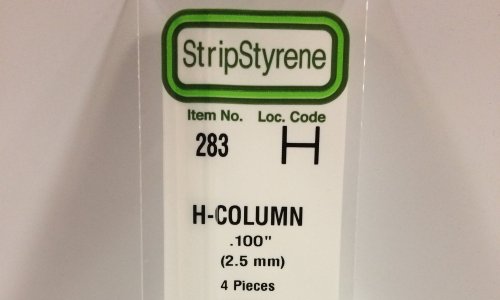 StripStyrene
Item No. Loc. Code
283 H
H-COLUMN
.100"
(2.5 mm)
4 Pieces